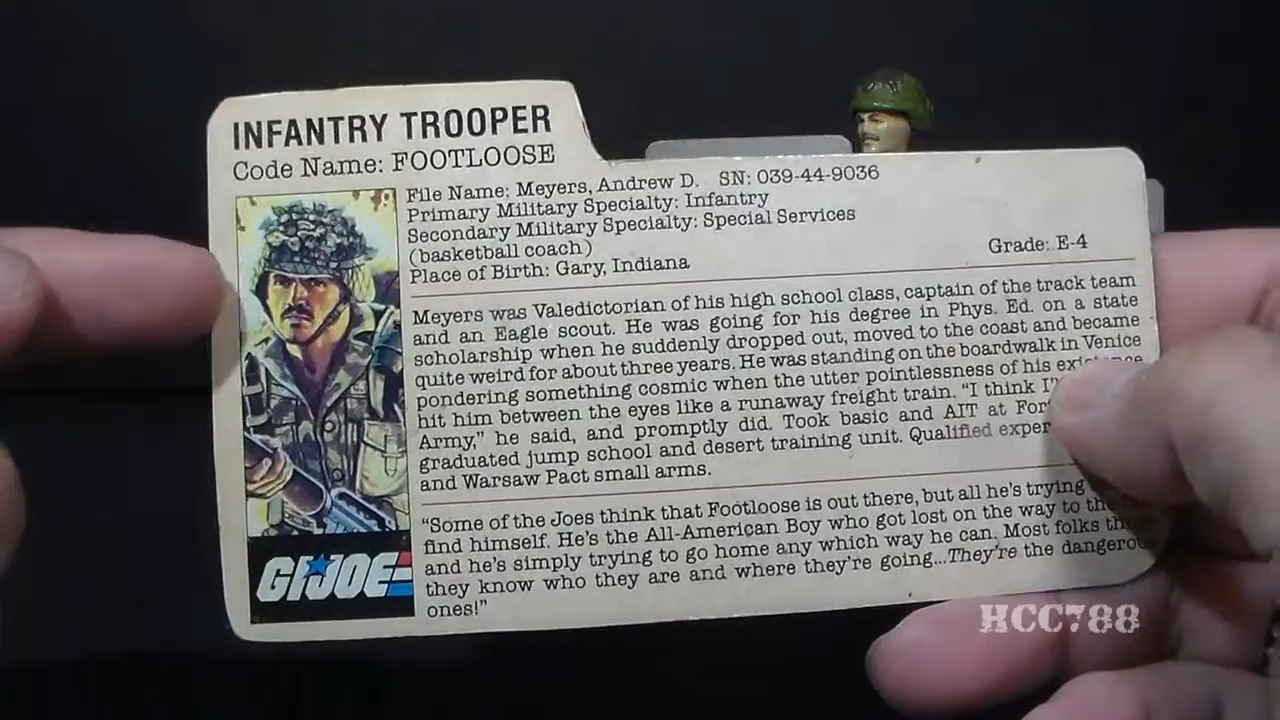 INFANTRY TROOPER
Code Name: FOOTLOOSE
File Name: Meyers, Andrew D. SN: 039-44-9036
Primary Military Specialty: Infantry
Secondary Military Specialty: Special Services
(basketball coach)
Grade: E-4
Place of Birth: Gary, Indiana
Meyers was Valedictorian of his high school class, captain of the track team
and an Eagle scout. He was going for his degree in Phys. Ed. on a state
scholarship when he suddenly dropped out, moved to the coast and became
quite weird for about three years. He was standing on the boardwalk in Venice
pondering something cosmic when the utter pointlessness of his existence
hit him between the eyes like a runaway freight train. "I think
Army," he said, and promptly did. Took basic and AIT at Fort
graduated jump school and desert training unit. Qualified
and Warsaw Pact small arms.
"Some of the Joes think that Footloose is out there, but all he's trying
find himself. He's the All-American Boy who got lost on the way to the
and he's simply trying to go home any which way he can. Most folks
they know who they are and where they're going...They're the dangerous
ones!"
GI JOE
HCC788